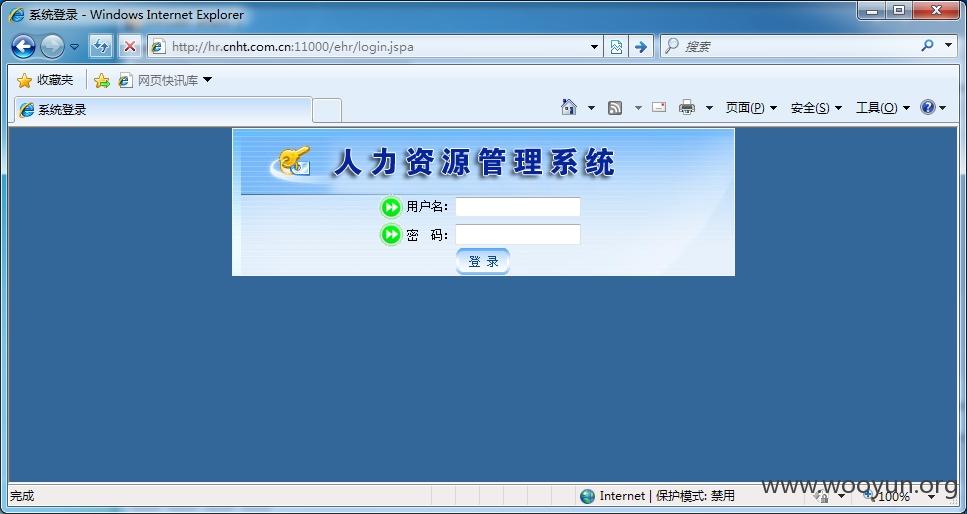 系统登录 - Windows Internet Explorer
http://hr.cnht.com.cn:11000/ehr/login.jspa
搜索
收藏夹 网页快讯库
系统登录
页面(P) 安全(S) 工具(O)
人力资源管理系统
用户名：
密 码：
登 录
完成
Internet | 保护模式: 禁用
100%
www.wooyun.org